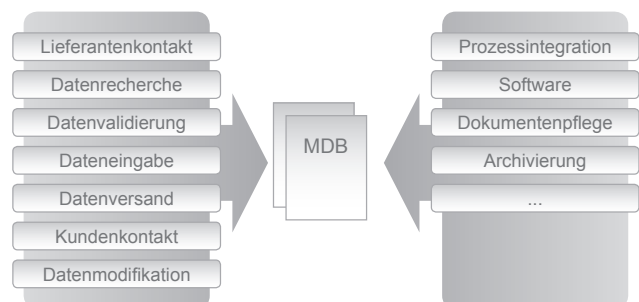 Lieferantenkontakt
Datenrecherche
Datenvalidierung
Dateneingabe
Datenversand
Kundenkontakt
Datenmodifikation
MDB
Prozessintegration
Software
Dokumentenpflege
Archivierung
...